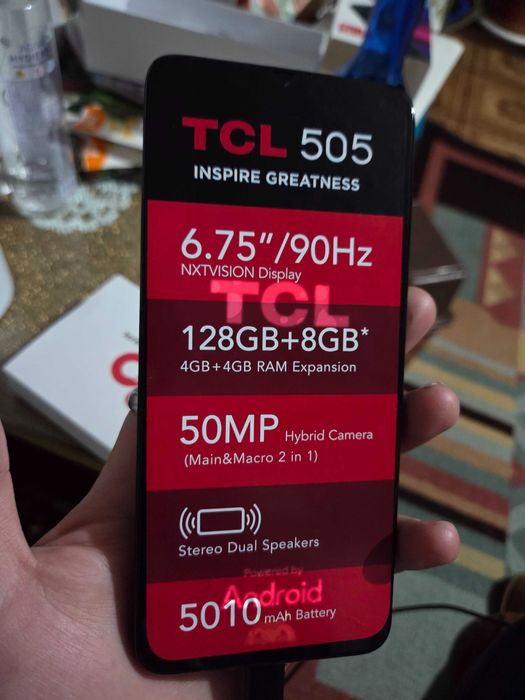 TCL 505
INSPIRE GREATNESS
6.75"/90Hz
NXTVISION Display
TCL
128GB+8GB*
4GB+4GB RAM Expansion
50MP Hybrid Camera
(Main&Macro 2 in 1)
Stereo Dual Speakers
Powered by
Android
5010 mAh Battery